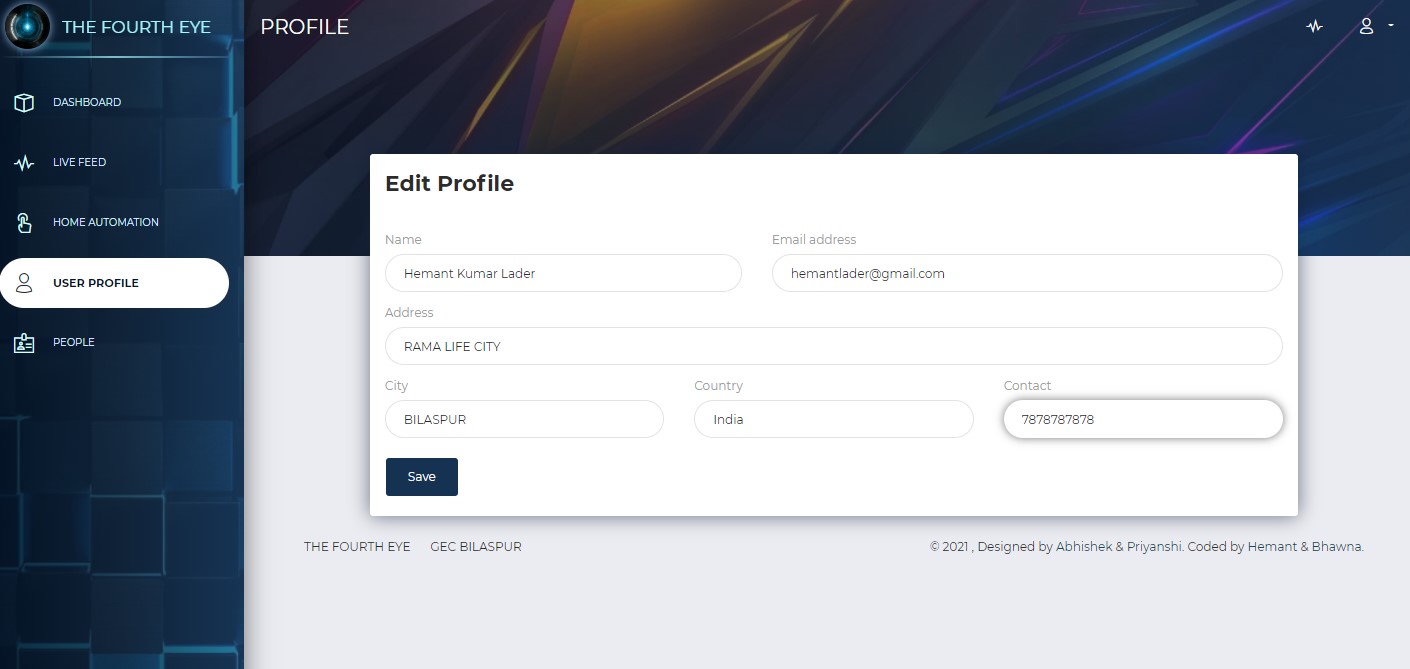 THE FOURTH EYE
PROFILE
DASHBOARD
LIVE FEED
HOME AUTOMATION
USER PROFILE
PEOPLE
Edit Profile
Name
Email address
Hemant Kumar Lader
hemantlader@gmail.com
Address
RAMA LIFE CITY
City
Country
Contact
BILASPUR
India
7878787878
Save
THE FOURTH EYE
GEC BILASPUR
© 2021 , Designed by Abhishek & Priyanshi. Coded by Hemant & Bhawna.